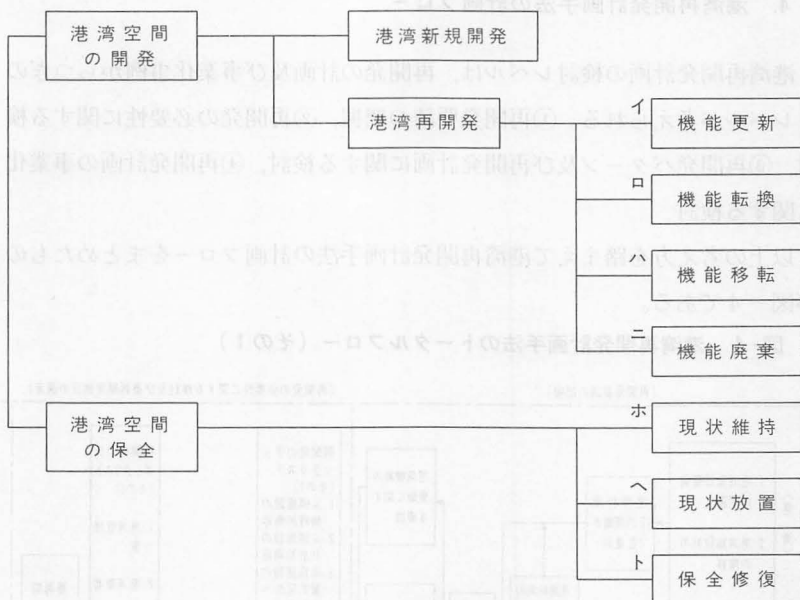 港湾空間
の開発
港湾新規開発
港湾再開発
イ
機能更新
ロ
機能転換
ハ
機能移転
ニ
機能廃棄
港湾空間
の保全
ホ
現状維持
ヘ
現状放置
ト
保全修復